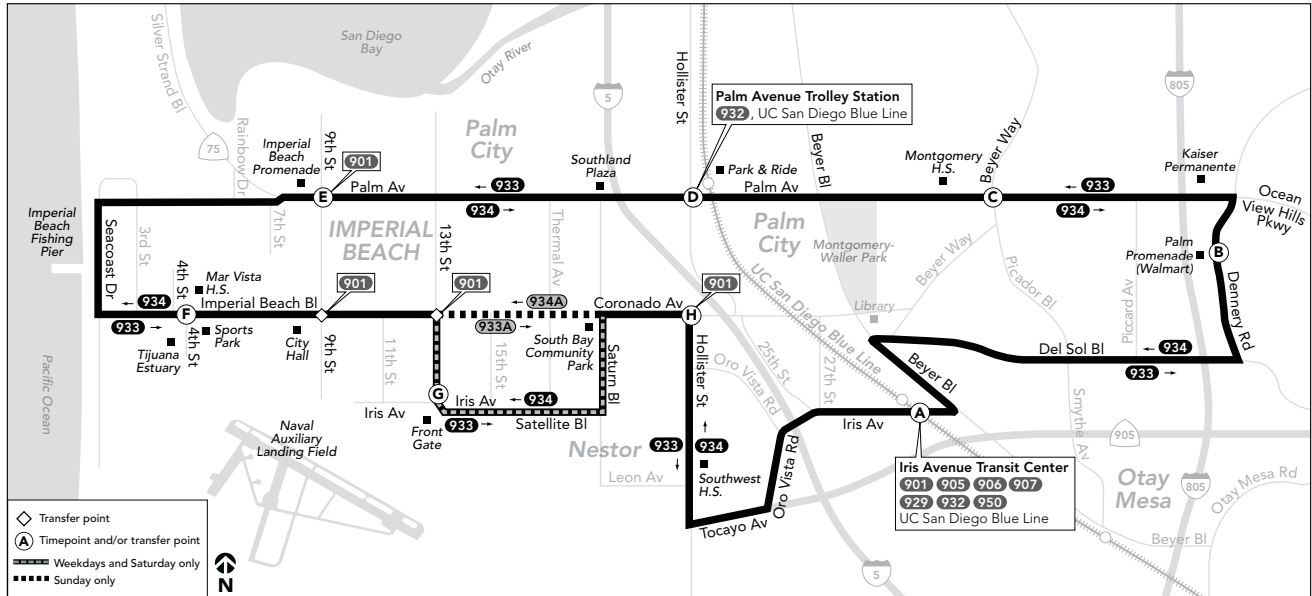 San Diego
Bay
Otay River
Silver Strand Bl
75
Rainbow Dr
Imperial
Beach
Promenade
9th St
901
Palm
City
Southland
Plaza
5
Hollister St
Palm Avenue Trolley Station
932, UC San Diego Blue Line
Park & Ride
Beyer Bl
Montgomery
H.S.
Beyer Way
805
Kaiser
Permanente
E
Palm Av
← 933
934 →
D
Palm Av
C
← 933
934 →
Ocean
View Hills
Pkwy
Imperial
Beach
Fishing
Pier
Seacoast Dr
3rd St
7th St
IMPERIAL
BEACH
13th St
Thermal Av
Palm
City
Montgomery-
Waller Park
Beyer Way
Palm
Promenade
(Walmart)
B
Dennery Rd
4th St
Mar Vista
H.S.
901
901
901
UC San Diego Blue Line
Picador Bl
Piccard Av
Library
← 934
933 →
F
Imperial Beach Bl
← 934A
933A →
Coronado Av
H
Tijuana
Estuary
4th St
Sports
Park
City
Hall
9th St
11th St
15th St
South Bay
Community
Park
Saturn Bl
Hollister St
Oro Vista Rd
25th St
27th St
Beyer Bl
Del Sol Bl
← 934
933 →
Pacific Ocean
G
Iris Av
Iris Av
← 934
933 →
Satellite Bl
Front
Gate
Iris Av
A
Smythe Av
905
Naval
Auxiliary
Landing Field
Nestor
933
934
Leon Av
Southwest
H.S.
Oro Vista Rd
Tocayo Av
Iris Avenue Transit Center
901 905 906 907
929 932 950
UC San Diego Blue Line
Otay
Mesa
805
Otay Mesa Rd
Beyer Bl
5
Transfer point
A Timepoint and/or transfer point
Weekdays and Saturday only
Sunday only
N